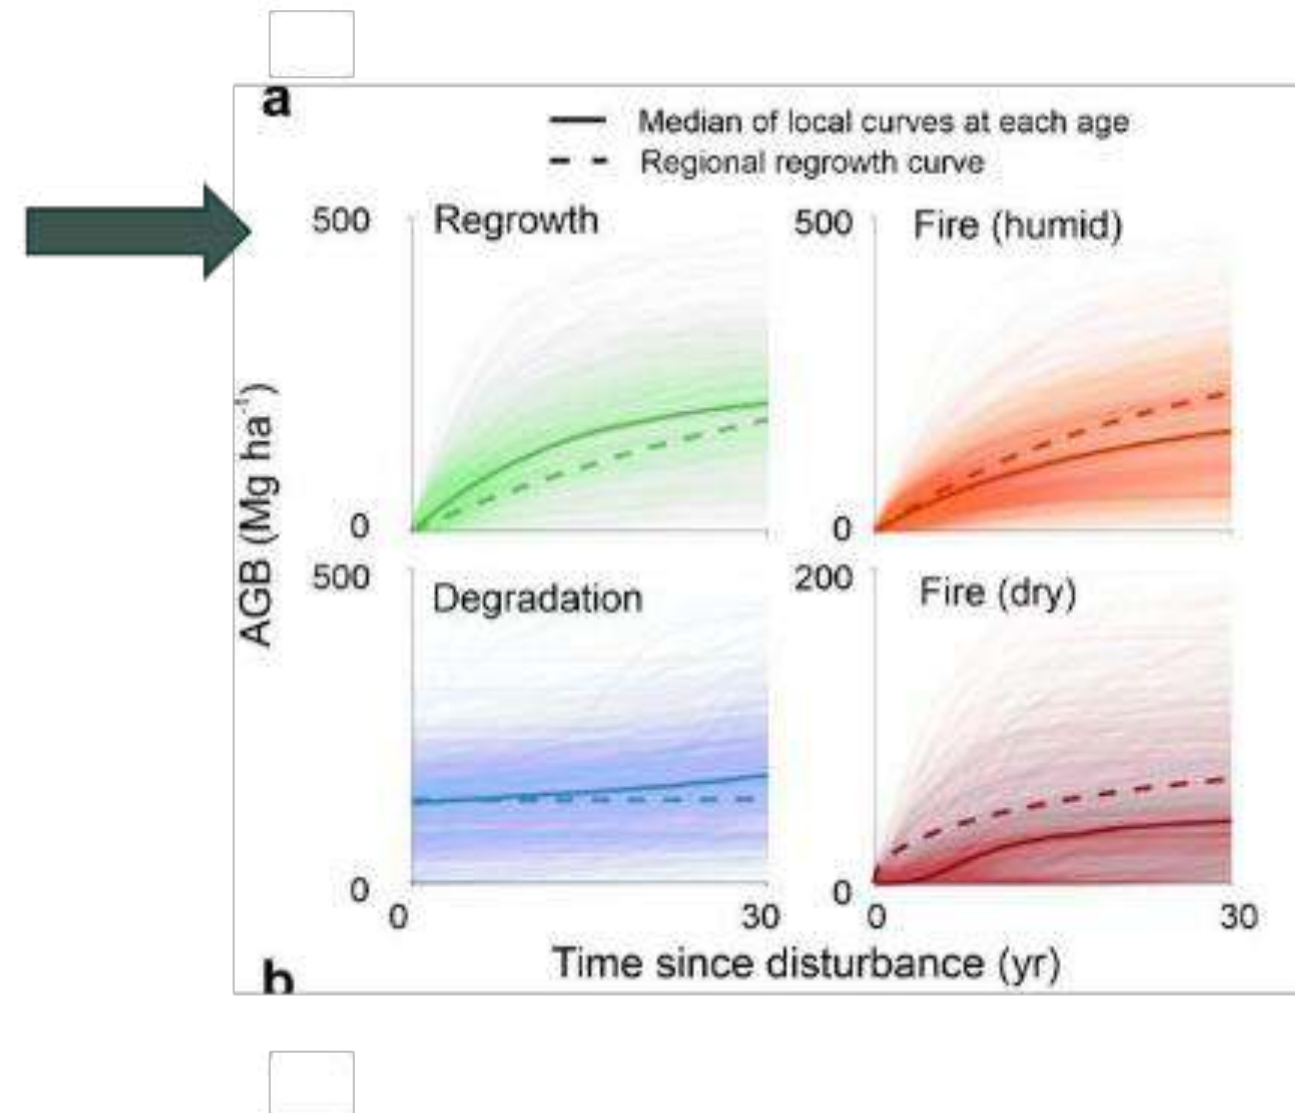 a
Median of local curves at each age
Regional regrowth curve
500 Regrowth
500 Fire (humid)
AGB (Mg ha⁻¹)
0
0
500 Degradation
200 Fire (dry)
0
0
0 30
0 30
Time since disturbance (yr)
b